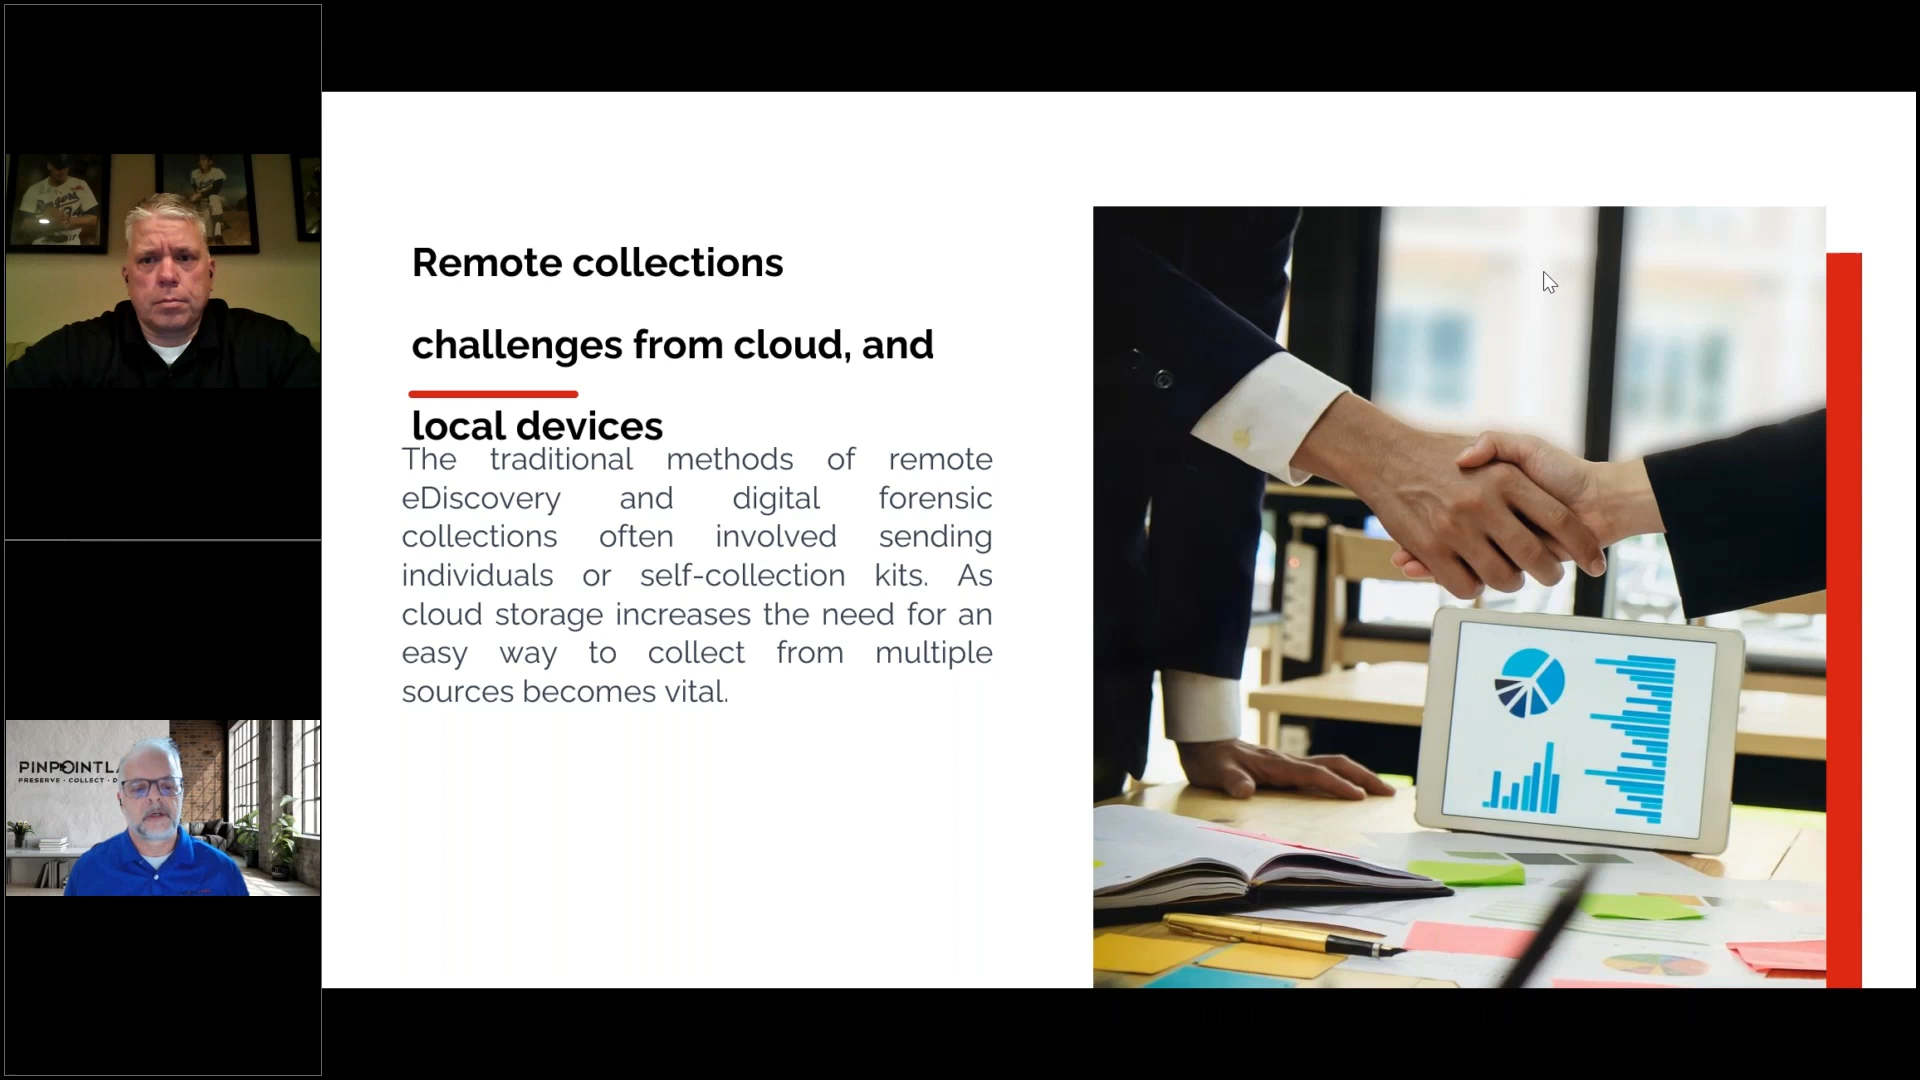 Remote collections
challenges from cloud, and
local devices
The traditional methods of remote
eDiscovery and digital forensic
collections often involved sending
individuals or self-collection kits. As
cloud storage increases the need for an
easy way to collect from multiple
sources becomes vital.
PINPOINTLA
PRESERVE - COLLECT - D